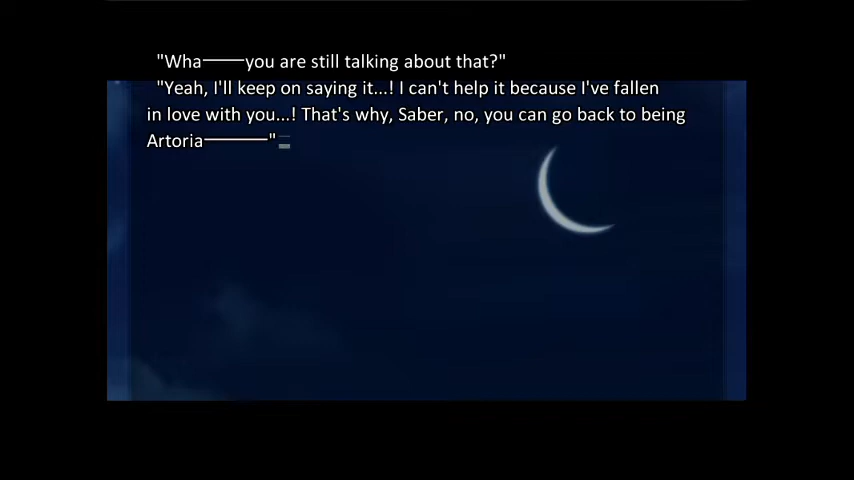 "Wha───you are still talking about that?"
"Yeah, I'll keep on saying it...! I can't help it because I've fallen
in love with you...! That's why, Saber, no, you can go back to being
Artoria─────"